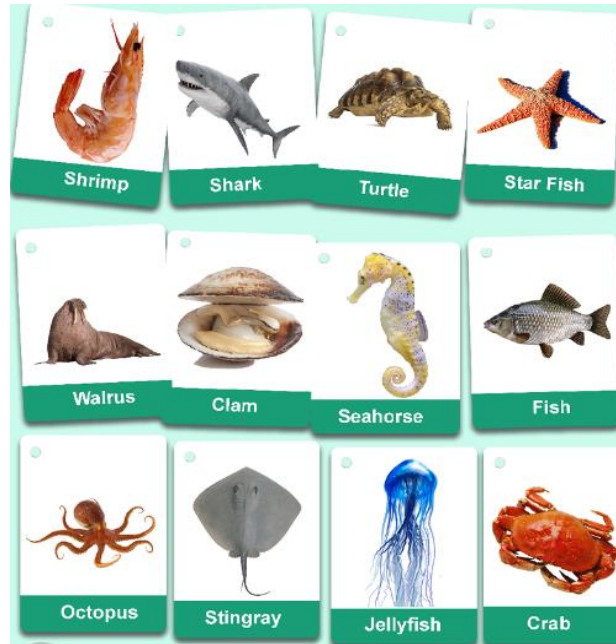 Shrimp
Shark
Turtle
Star Fish
Walrus
Clam
Seahorse
Fish
Octopus
Stingray
Jellyfish
Crab